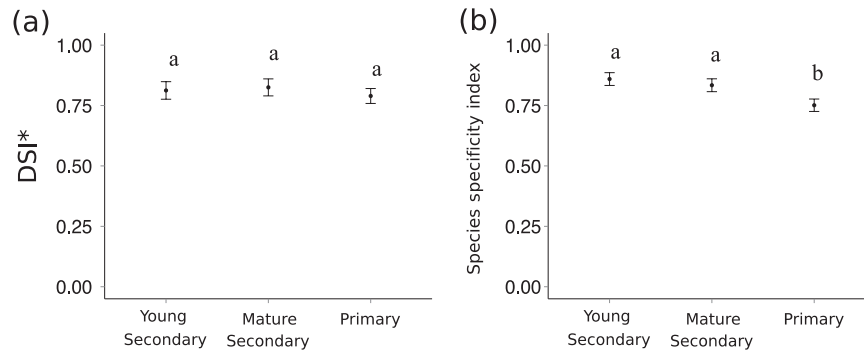 (a)
1.00
0.75
0.50
0.25
0.00
DSI*
a
a
a
Young
Secondary
Mature
Secondary
Primary
(b)
1.00
0.75
0.50
0.25
0.00
Species specificity index
a
a
b
Young
Secondary
Mature
Secondary
Primary